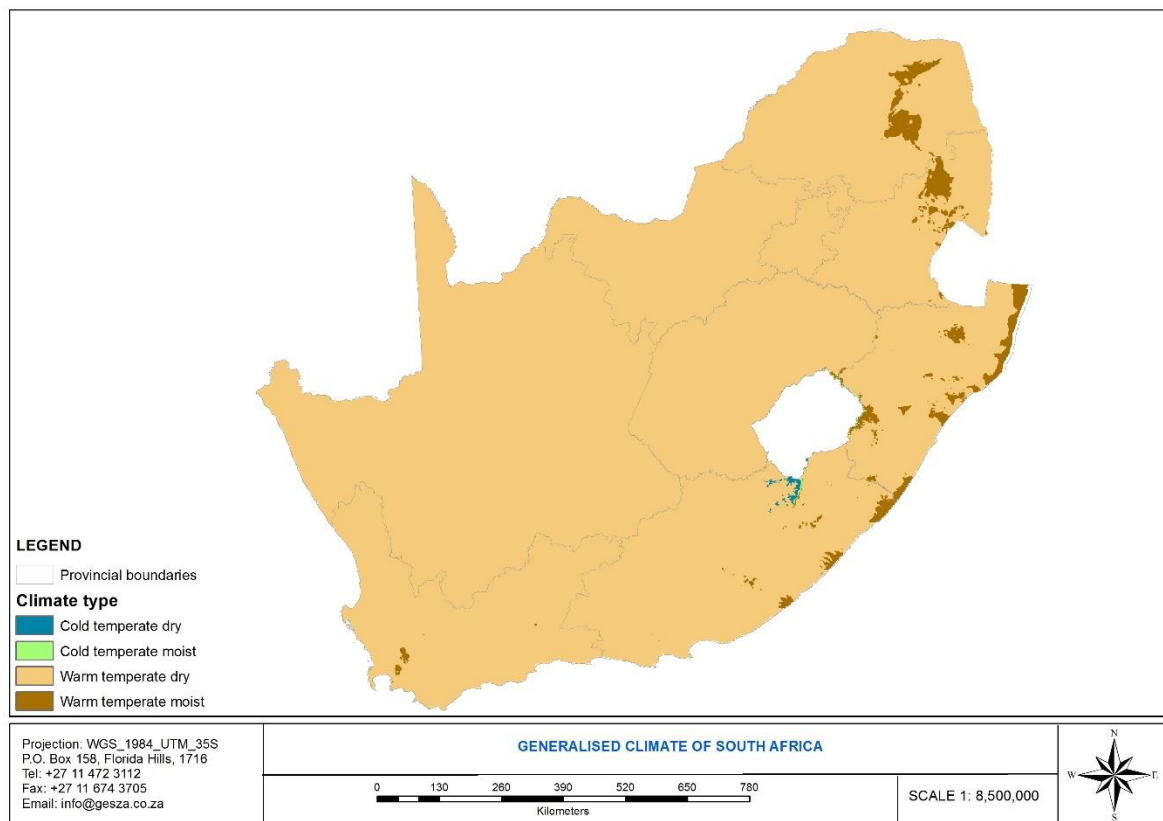 LEGEND
Provincial boundaries
Climate type
Cold temperate dry
Cold temperate moist
Warm temperate dry
Warm temperate moist
Projection: WGS_1984_UTM_35S
P.O. Box 158, Florida Hills, 1716
Tel: +27 11 472 3112
Fax: +27 11 674 3705
Email: info@gesza.co.za
GENERALISED CLIMATE OF SOUTH AFRICA
0 130 260 390 520 650 780
Kilometers
SCALE 1: 8,500,000
N
W E
S